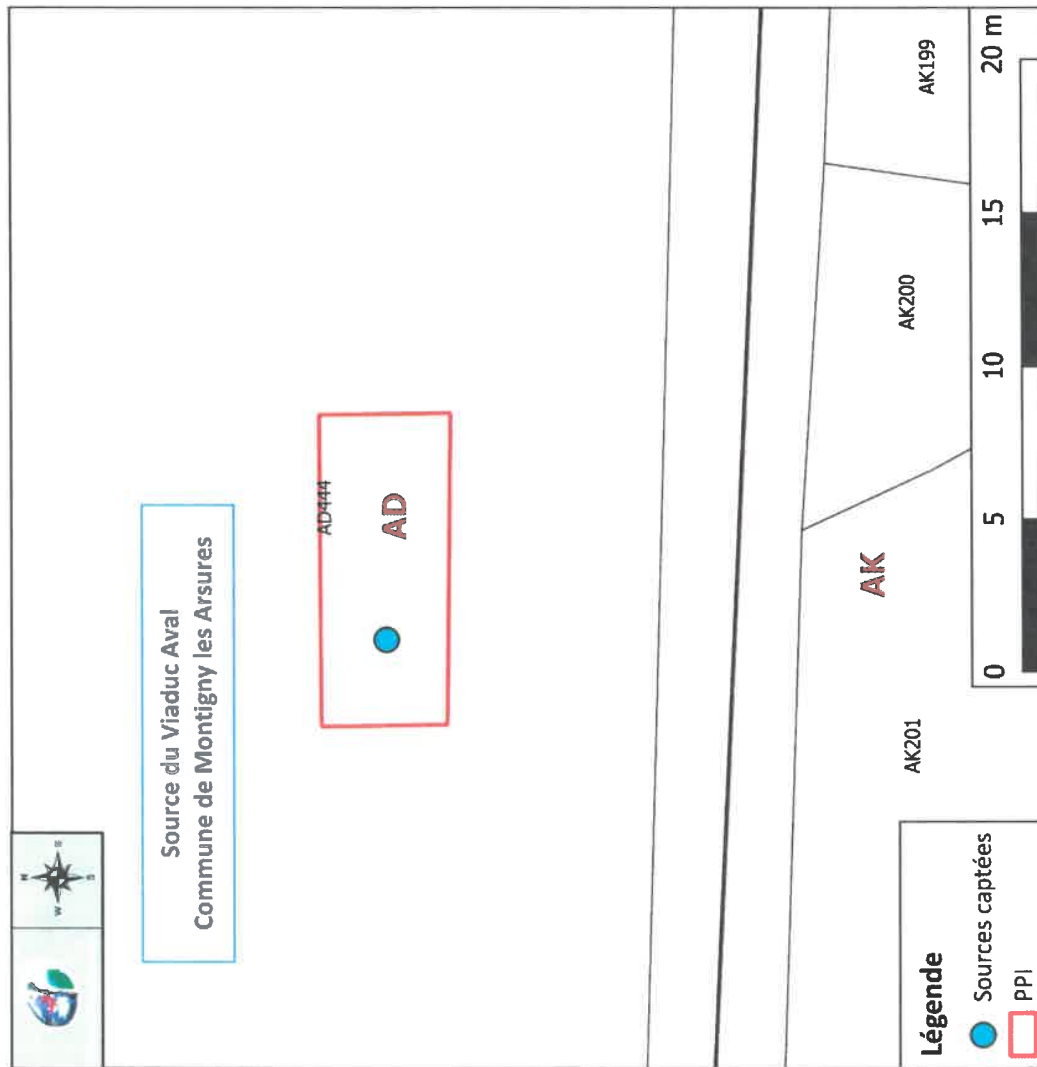 N
W
E
S
Source du Viaduc Aval
Commune de Montigny les Arsures
AD444
AD
AK
AK201
AK200
AK199
Légende
Sources captées
PPI
0
5
10
15
20 m